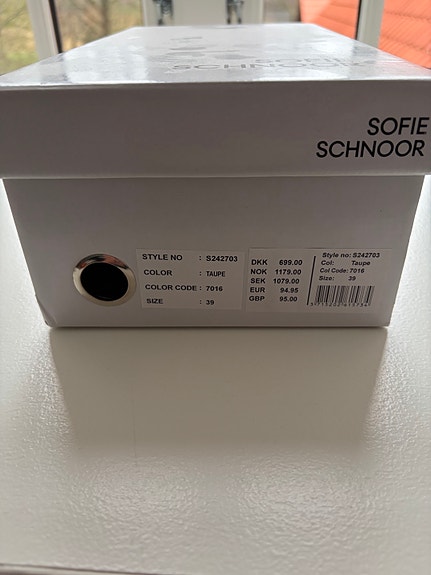 SOFIE
SCHNOOR
SOFIE
SCHNOOR
STYLE NO : S242703
COLOR : TAUPE
COLOR CODE : 7016
SIZE : 39
DKK 699.00
NOK 1179.00
SEK 1079.00
EUR 94.95
GBP 95.00
Style no: S242703
Col: Taupe
Col Code: 7016
Size: 39